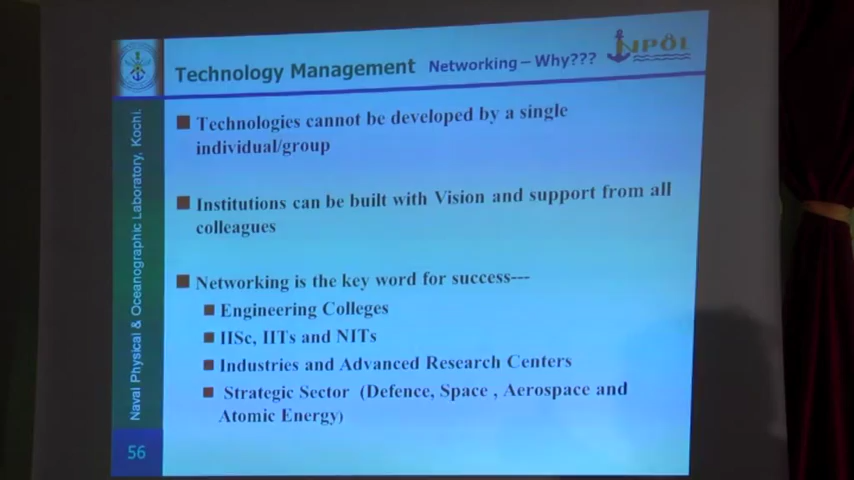 Technology Management Networking – Why???
NPOL
Technologies cannot be developed by a single
individual/group
Institutions can be built with Vision and support from all
colleagues
Networking is the key word for success---
Engineering Colleges
IISc, IITs and NITs
Industries and Advanced Research Centers
Strategic Sector (Defence, Space , Aerospace and
Atomic Energy)
Naval Physical & Oceanographic Laboratory, Kochi.
56